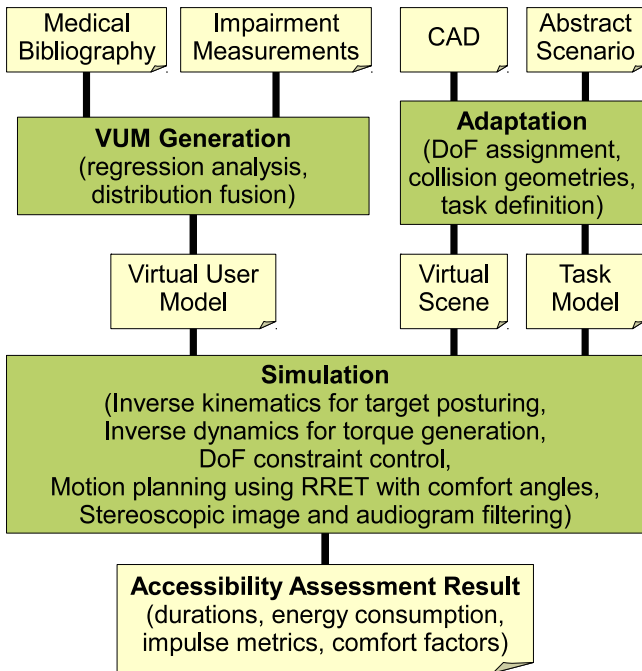 Medical
Bibliography
Impairment
Measurements
CAD
Abstract
Scenario
VUM Generation
(regression analysis,
distribution fusion)
Adaptation
(DoF assignment,
collision geometries,
task definition)
Virtual User
Model
Virtual
Scene
Task
Model
Simulation
(Inverse kinematics for target posturing,
Inverse dynamics for torque generation,
DoF constraint control,
Motion planning using RRET with comfort angles,
Stereoscopic image and audiogram filtering)
Accessibility Assessment Result
(durations, energy consumption,
impulse metrics, comfort factors)